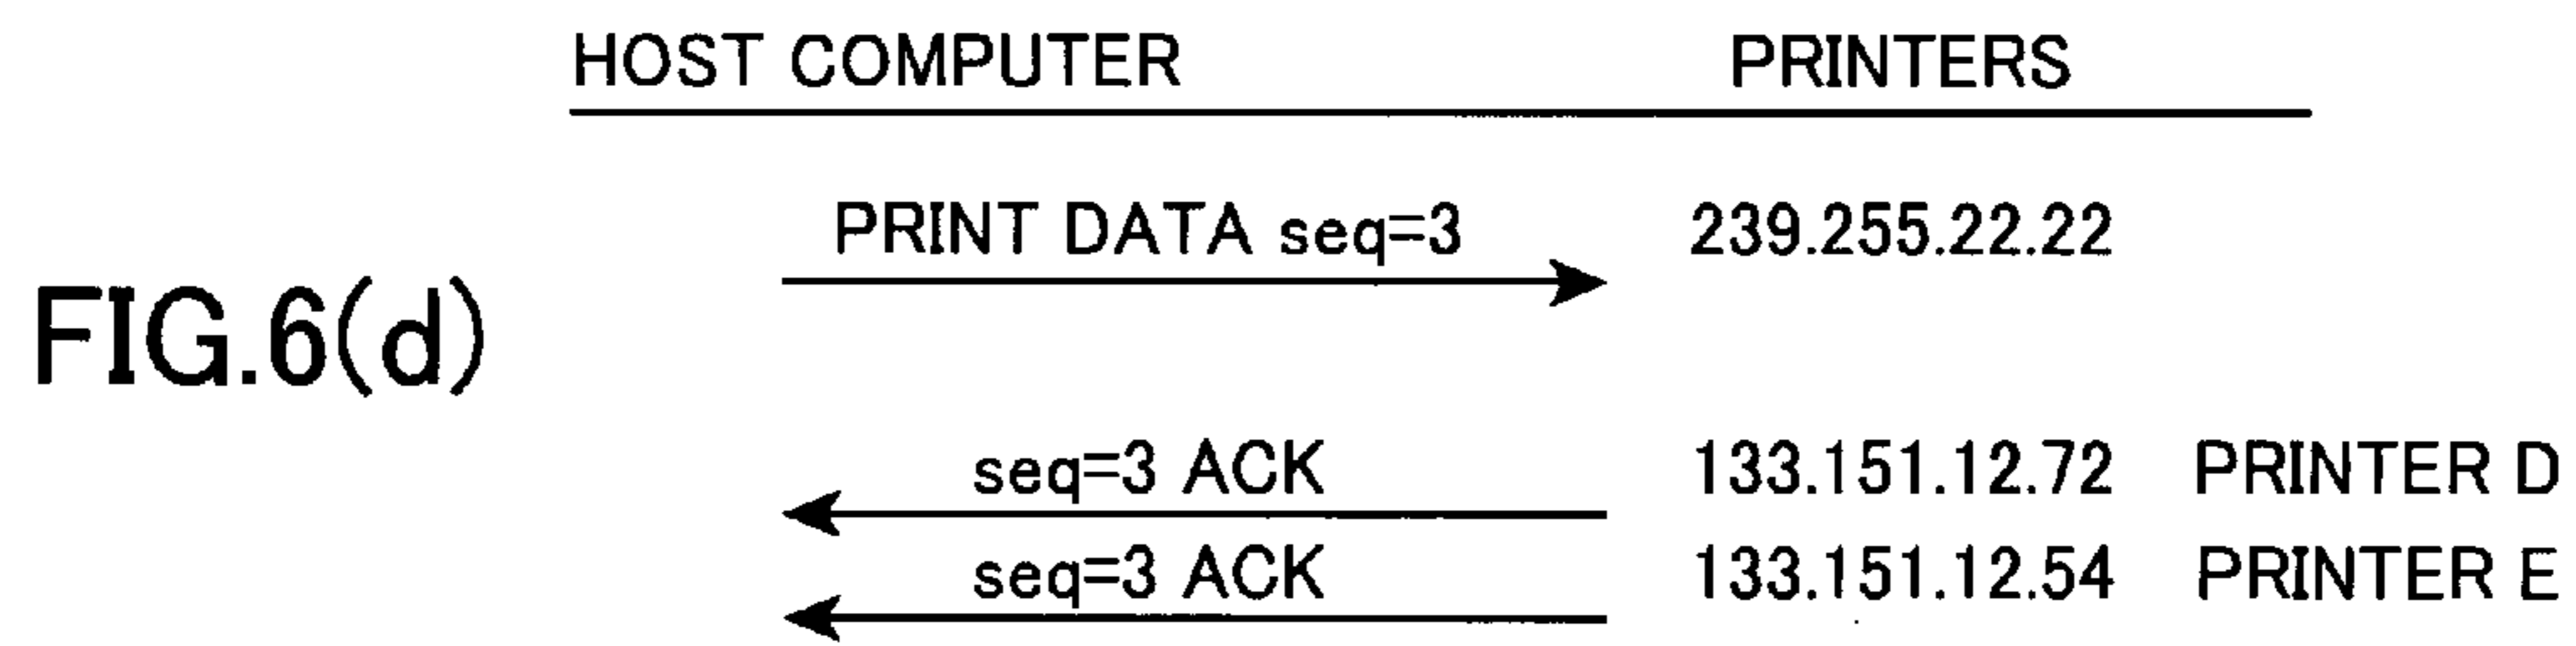 HOST COMPUTER PRINTERS
PRINT DATA seq=3 239.255.22.22
FIG.6(d)
seq=3 ACK 133.151.12.72 PRINTER D
seq=3 ACK 133.151.12.54 PRINTER E